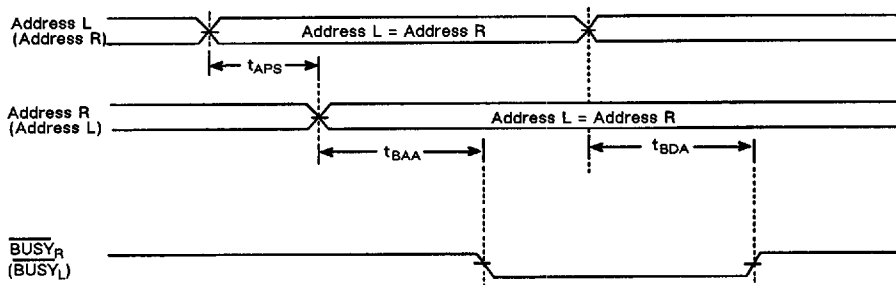 Address L
(Address R)
Address L = Address R
tAPS
Address R
(Address L)
Address L = Address R
tBAA
tBDA
BUSYR
(BUSYL)